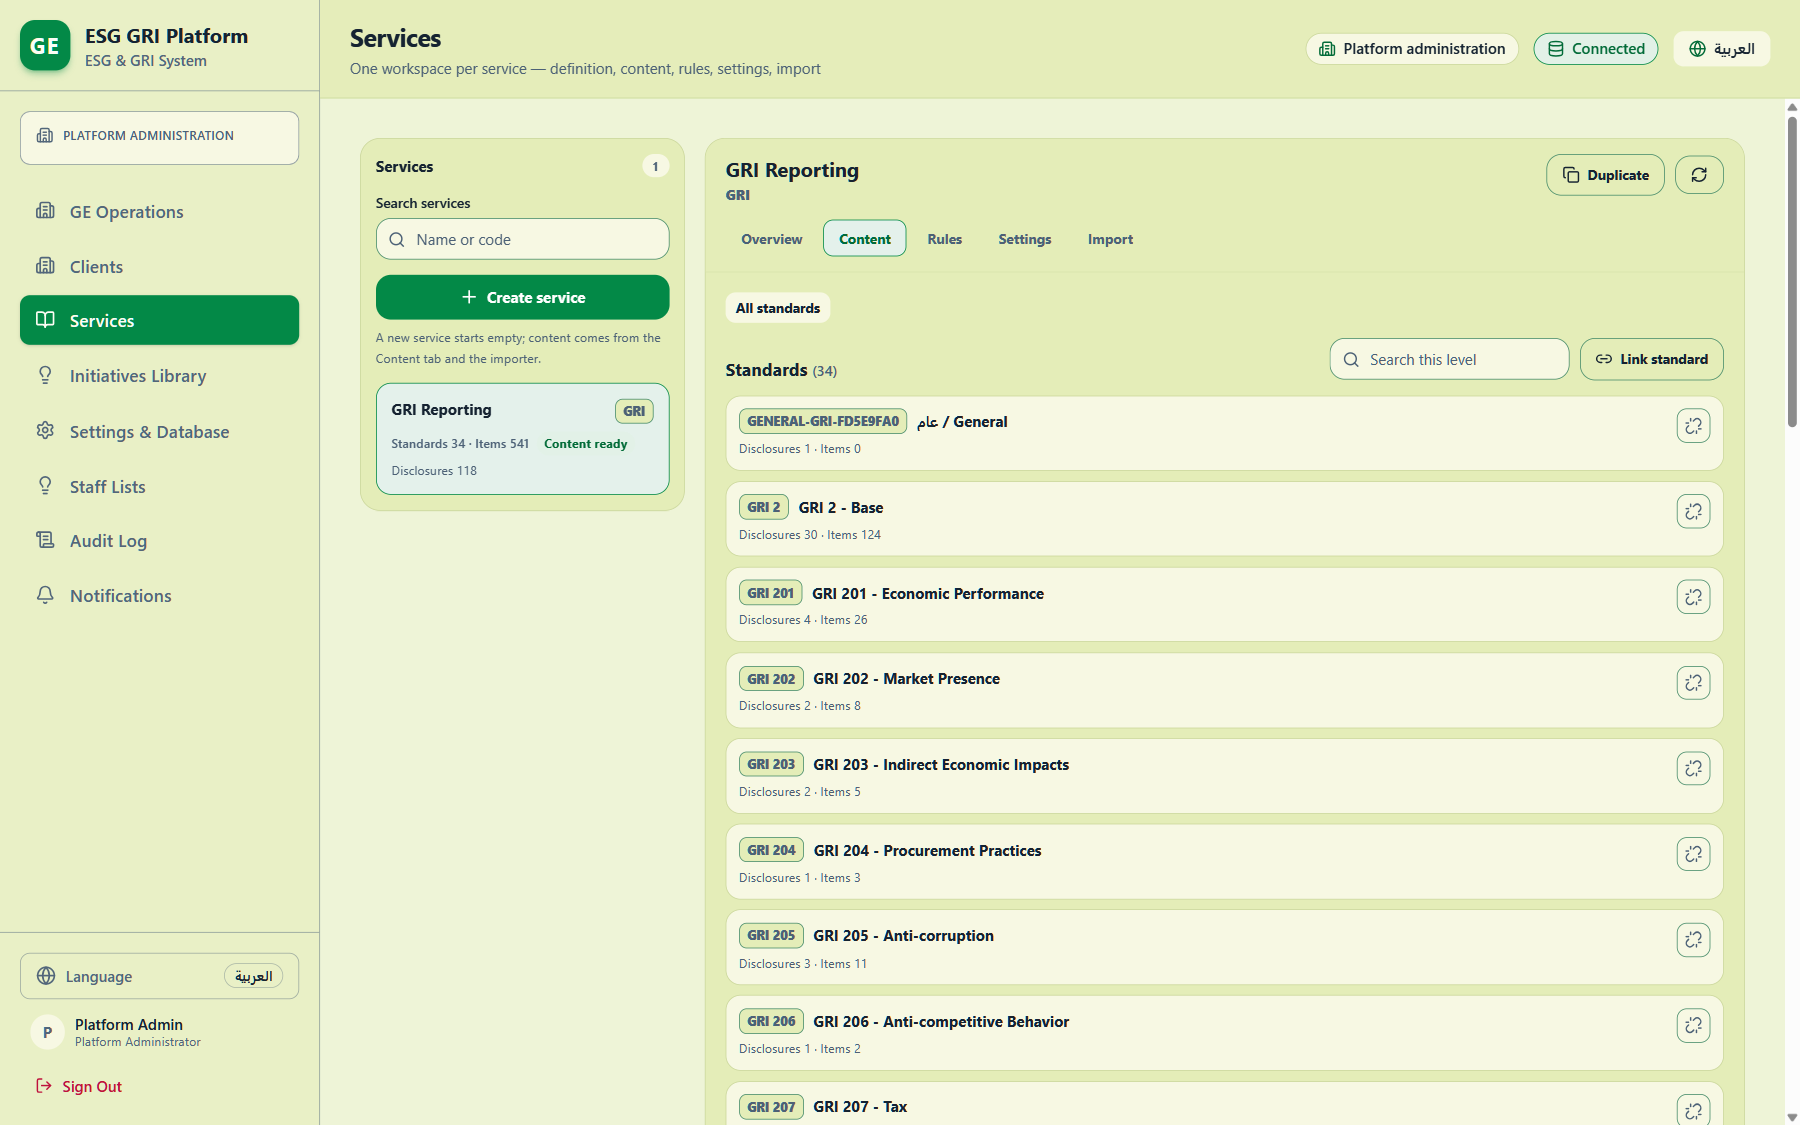 GE
ESG GRI Platform
ESG & GRI System
PLATFORM ADMINISTRATION
GE Operations
Clients
Services
Initiatives Library
Settings & Database
Staff Lists
Audit Log
Notifications
Language
العربية
P
Platform Admin
Platform Administrator
Sign Out
Services
One workspace per service — definition, content, rules, settings, import
Platform administration
Connected
العربية
Services
1
Search services
Name or code
Create service
A new service starts empty; content comes from the
Content tab and the importer.
GRI Reporting
GRI
Standards 34 · Items 541
Content ready
Disclosures 118
GRI Reporting
GRI
Duplicate
Overview
Content
Rules
Settings
Import
All standards
Standards (34)
Search this level
Link standard
GENERAL-GRI-FD5E9FA0
عام / General
Disclosures 1 · Items 0
GRI 2
GRI 2 - Base
Disclosures 30 · Items 124
GRI 201
GRI 201 - Economic Performance
Disclosures 4 · Items 26
GRI 202
GRI 202 - Market Presence
Disclosures 2 · Items 8
GRI 203
GRI 203 - Indirect Economic Impacts
Disclosures 2 · Items 5
GRI 204
GRI 204 - Procurement Practices
Disclosures 1 · Items 3
GRI 205
GRI 205 - Anti-corruption
Disclosures 3 · Items 11
GRI 206
GRI 206 - Anti-competitive Behavior
Disclosures 1 · Items 2
GRI 207
GRI 207 - Tax